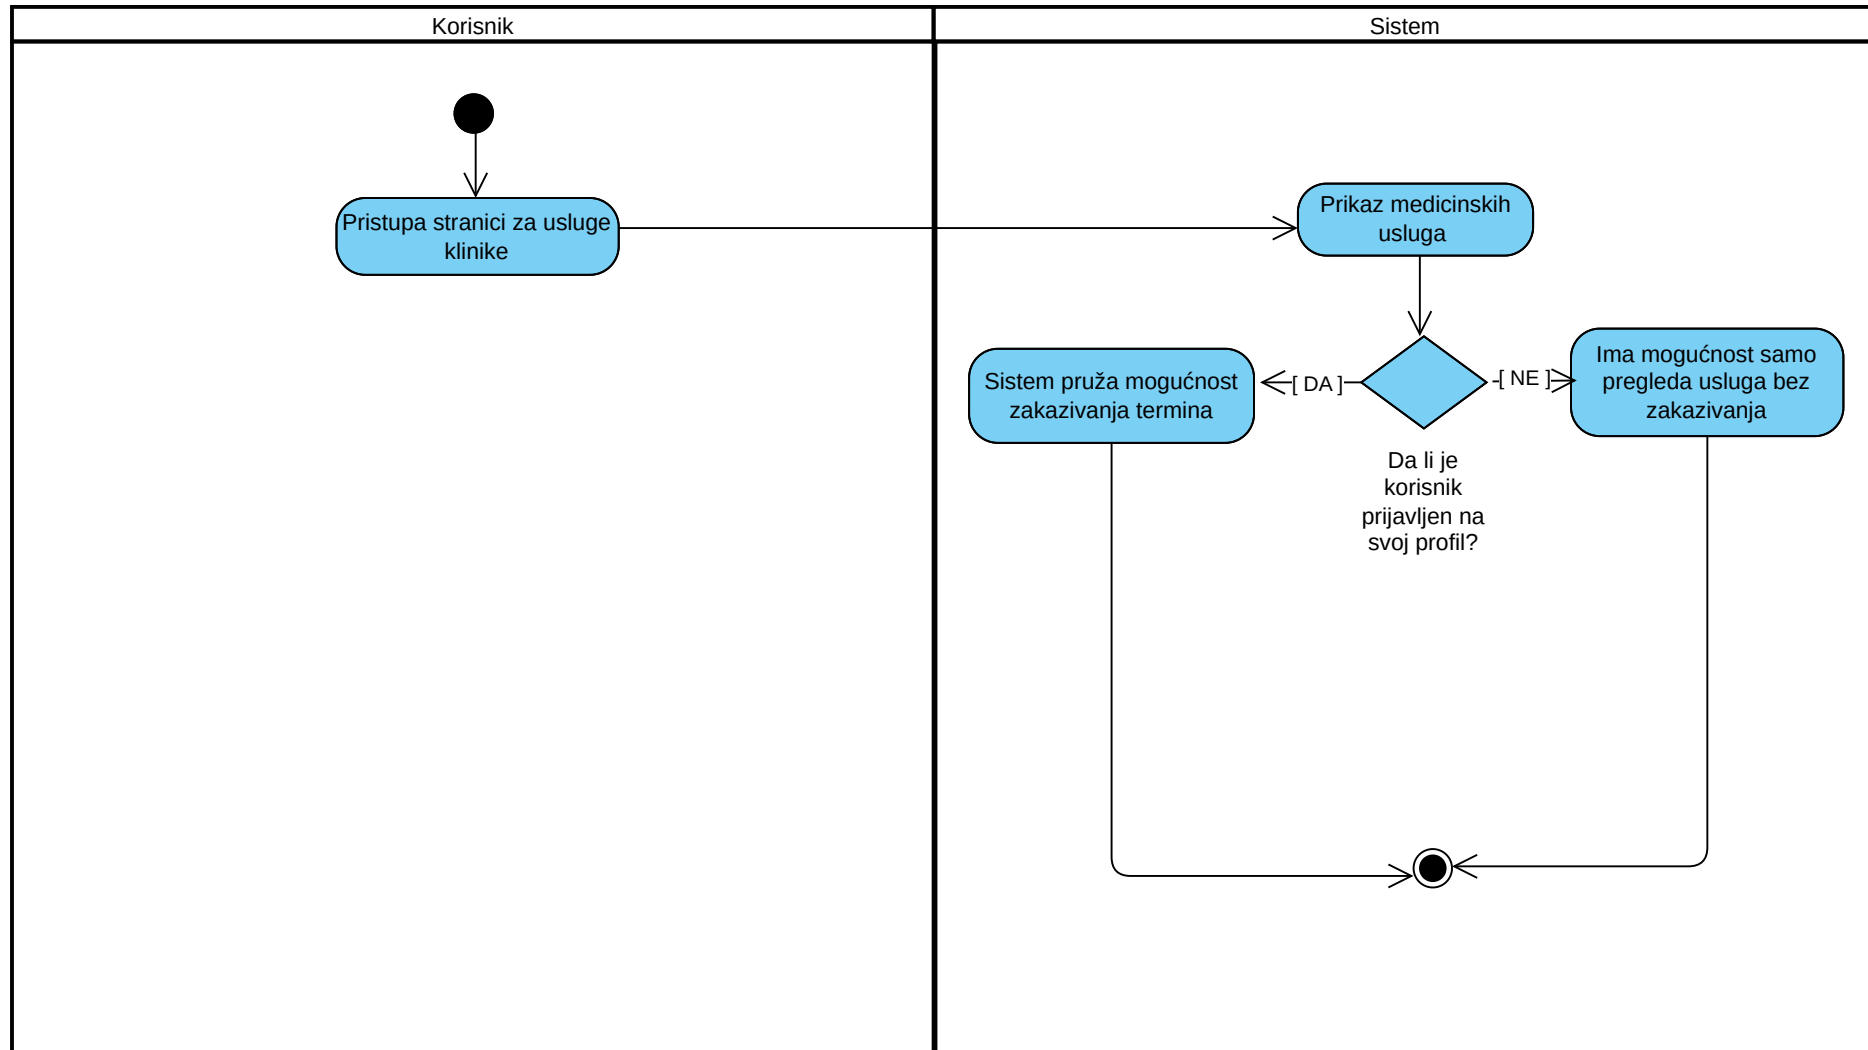 Korisnik
Sistem
Pristupa stranici za usluge
klinike
Prikaz medicinskih
usluga
Sistem pruža mogućnost
zakazivanja termina
[ DA ]
[ NE ]
Ima mogućnost samo
pregleda usluga bez
zakazivanja
Da li je
korisnik
prijavljen na
svoj profil?